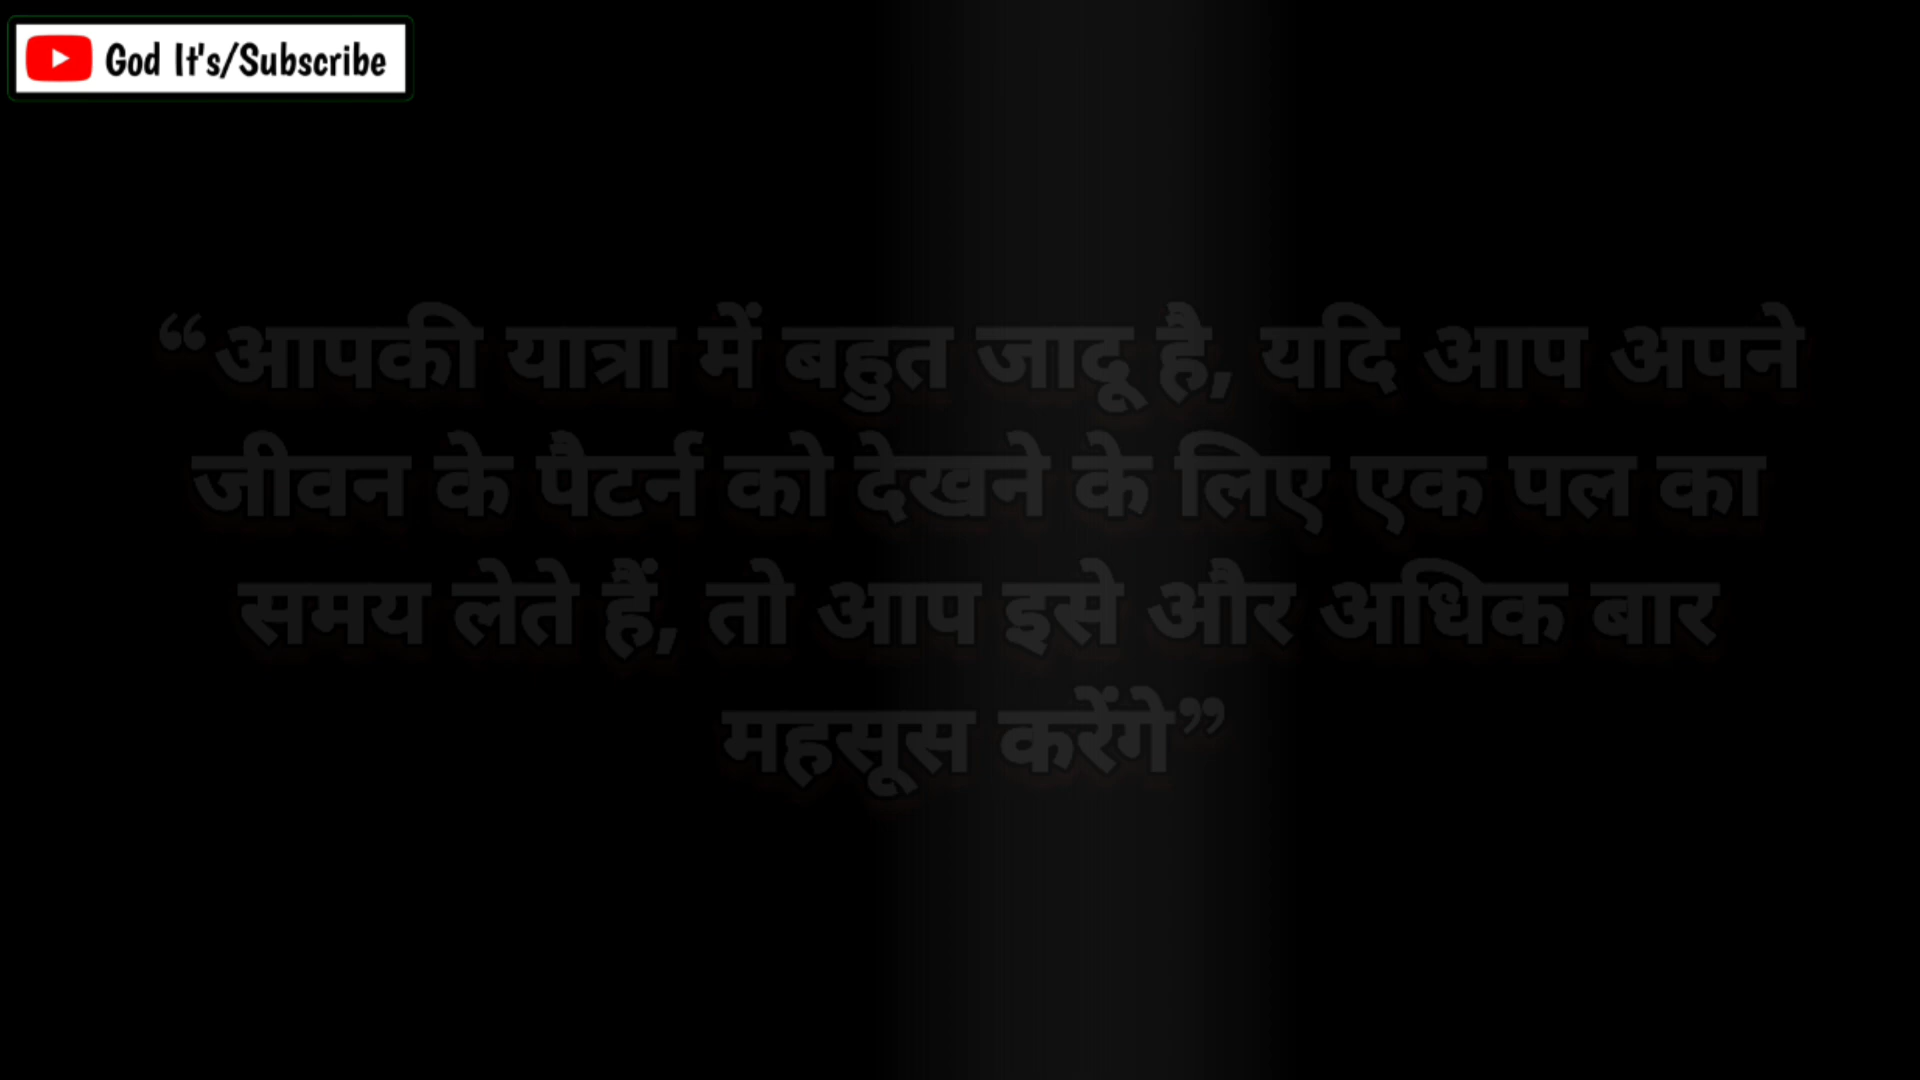 God It's/Subscribe
“आपकी यात्रा में बहुत जादू है, यदि आप अपने
जीवन के पैटर्न को देखने के लिए एक पल का
समय लेते हैं, तो आप इसे और अधिक बार
महसूस करेंगे”